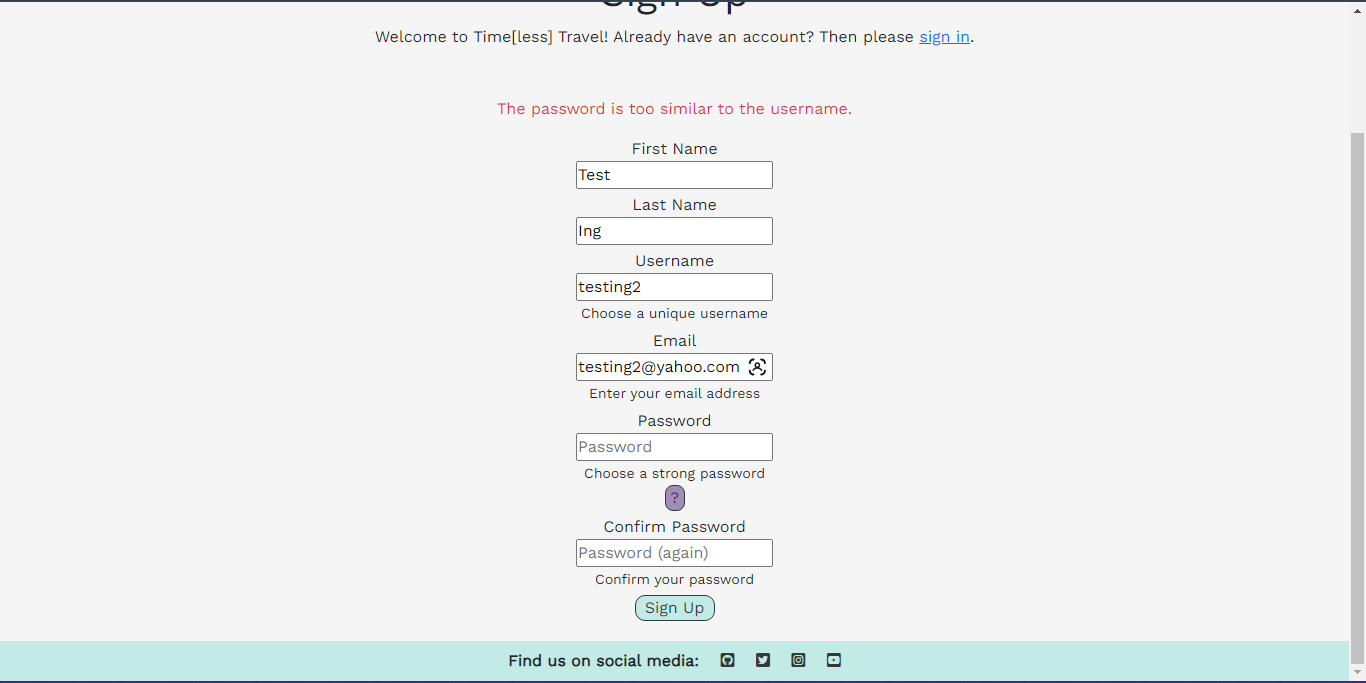 Sign Up
Welcome to Time[less] Travel! Already have an account? Then please sign in.
The password is too similar to the username.
First Name
Test
Last Name
Ing
Username
testing2
Choose a unique username
Email
testing2@yahoo.com
Enter your email address
Password
Password
Choose a strong password
?
Confirm Password
Password (again)
Confirm your password
Sign Up
Find us on social media: